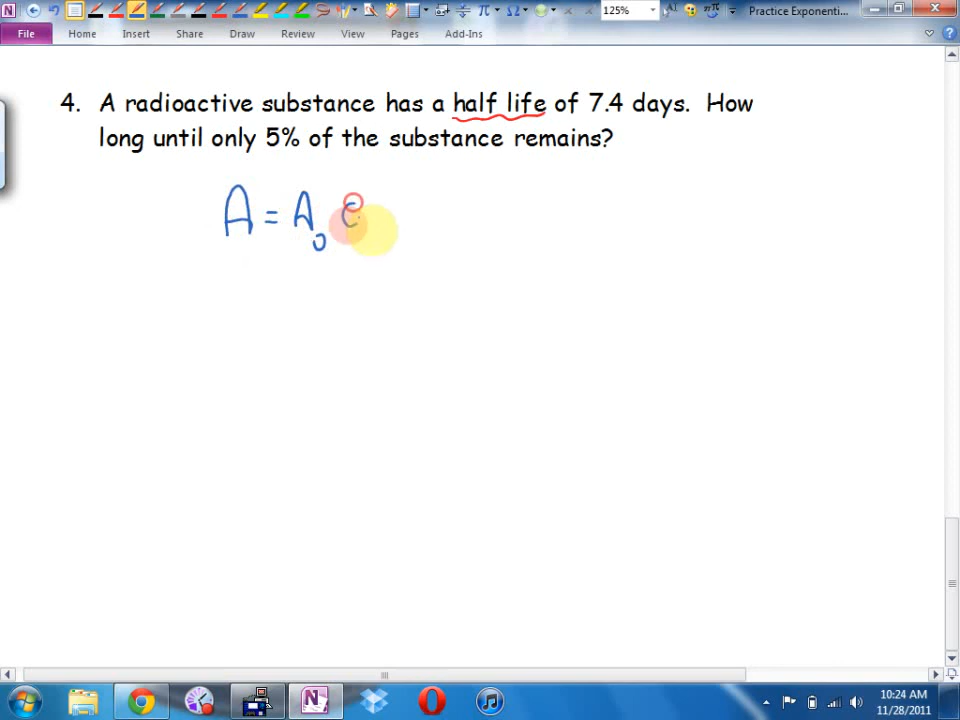 125%
Practice Exponenti...
File Home Insert Share Draw Review View Pages Add-Ins
4. A radioactive substance has a half life of 7.4 days. How
long until only 5% of the substance remains?
A = A₀ e
10:24 AM
11/28/2011